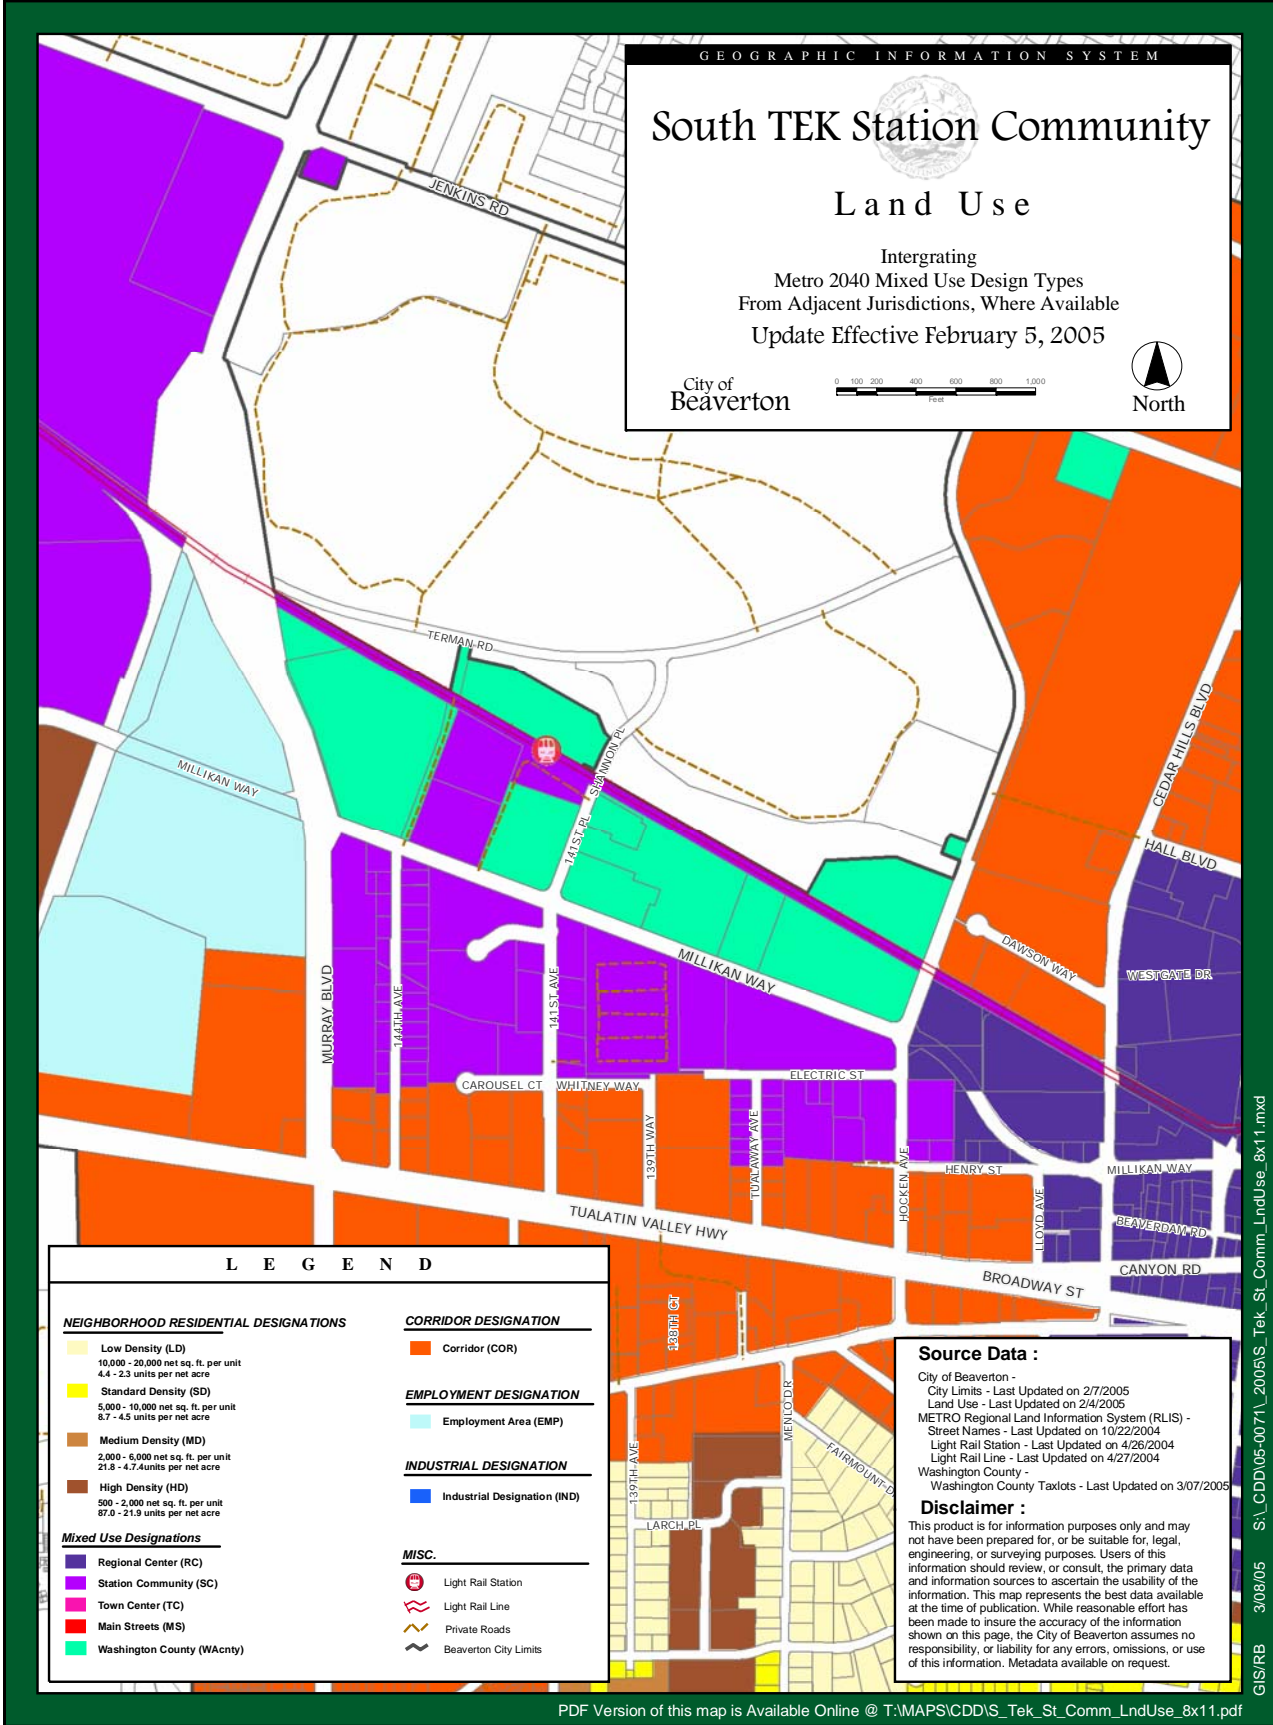 GEOGRAPHIC INFORMATION SYSTEM
South TEK Station Community
Land Use
Intergrating
Metro 2040 Mixed Use Design Types
From Adjacent Jurisdictions, Where Available
Update Effective February 5, 2005
City of
Beaverton
0 100 200 400 600 800 1,000
Feet
North
JENKINS RD
TERMAN RD
SHANNON PL
141ST PL
MILLIKAN WAY
CEDAR HILLS BLVD
HALL BLVD
DAWSON WAY
WESTGATE DR
MILLIKAN WAY
MURRAY BLVD
144TH AVE
141ST AVE
CAROUSEL CT
WHITNEY WAY
ELECTRIC ST
139TH WAY
TUALAWAY AVE
HOCKEN AVE
HENRY ST
MILLIKAN WAY
LLOYD AVE
BEAVERDAM RD
TUALATIN VALLEY HWY
CANYON RD
BROADWAY ST
138TH CT
MENLO DR
FAIRMOUNT D
139TH AVE
LARCH PL
LEGEND
NEIGHBORHOOD RESIDENTIAL DESIGNATIONS
Low Density (LD)
10,000 - 20,000 net sq. ft. per unit
4.4 - 2.3 units per net acre
Standard Density (SD)
5,000 - 10,000 net sq. ft. per unit
8.7 - 4.5 units per net acre
Medium Density (MD)
2,000 - 6,000 net sq. ft. per unit
21.8 - 4.7.4units per net acre
High Density (HD)
500 - 2,000 net sq. ft. per unit
87.0 - 21.9 units per net acre
Mixed Use Designations
Regional Center (RC)
Station Community (SC)
Town Center (TC)
Main Streets (MS)
Washington County (WAcnty)
CORRIDOR DESIGNATION
Corridor (COR)
EMPLOYMENT DESIGNATION
Employment Area (EMP)
INDUSTRIAL DESIGNATION
Industrial Designation (IND)
MISC.
Light Rail Station
Light Rail Line
Private Roads
Beaverton City Limits
Source Data :
City of Beaverton -
City Limits - Last Updated on 2/7/2005
Land Use - Last Updated on 2/4/2005
METRO Regional Land Information System (RLIS) -
Street Names - Last Updated on 10/22/2004
Light Rail Station - Last Updated on 4/26/2004
Light Rail Line - Last Updated on 4/27/2004
Washington County -
Washington County Taxlots - Last Updated on 3/07/2005
Disclaimer :
This product is for information purposes only and may
not have been prepared for, or be suitable for, legal,
engineering, or surveying purposes. Users of this
information should review, or consult, the primary data
and information sources to ascertain the usability of the
information. This map represents the best data available
at the time of publication. While reasonable effort has
been made to insure the accuracy of the information
shown on this page, the City of Beaverton assumes no
responsibility, or liability for any errors, omissions, or use
of this information. Metadata available on request.
GIS/RB 3/08/05 S:\_CDD\05-0071\_2005\S_Tek_St_Comm_LndUse_8x11.mxd
PDF Version of this map is Available Online @ T:\MAPS\CDD\S_Tek_St_Comm_LndUse_8x11.pdf